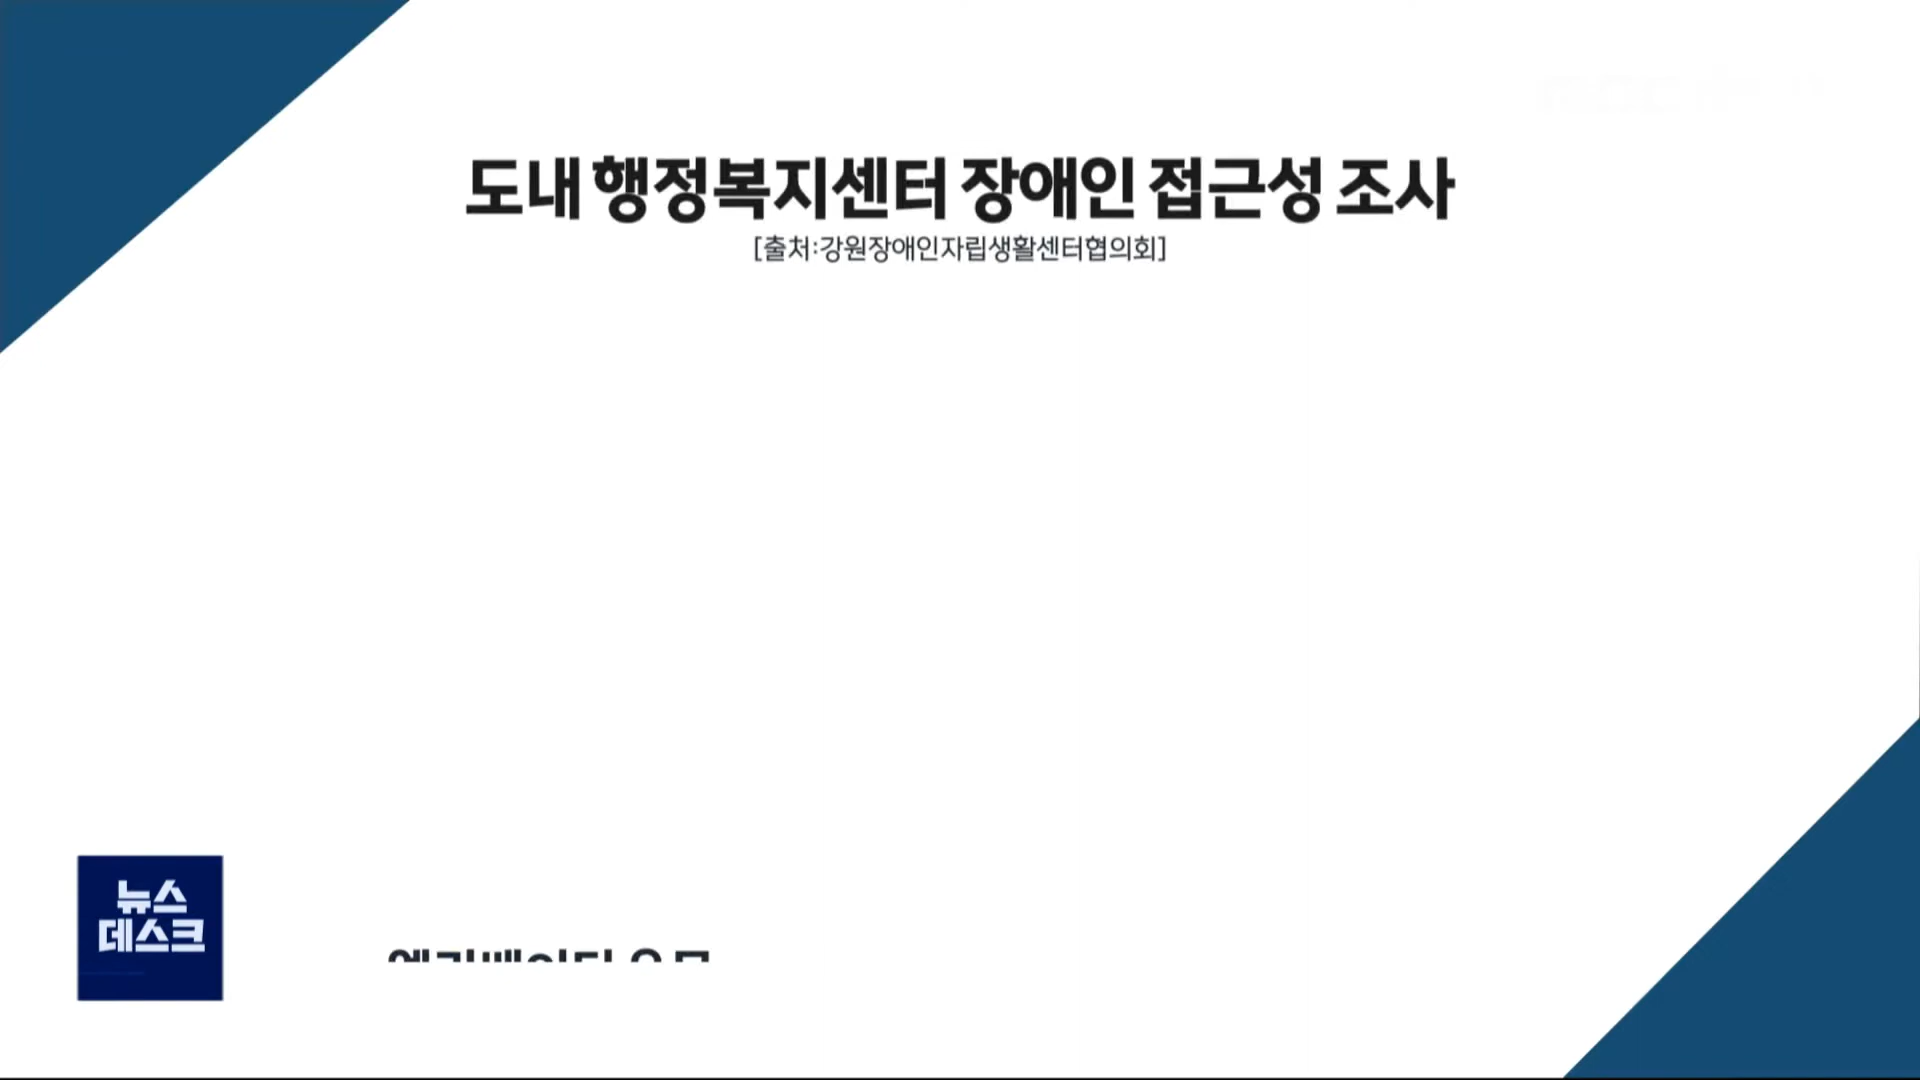 도내 행정복지센터 장애인 접근성 조사
[출처:강원장애인자립생활센터협의회]
뉴스
데스크